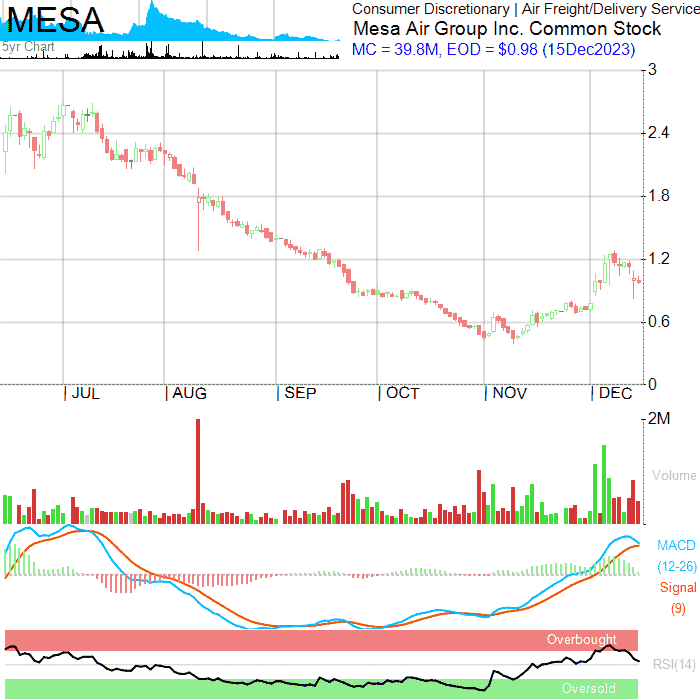 MESA
5yr Chart
Consumer Discretionary | Air Freight/Delivery Service
Mesa Air Group Inc. Common Stock
MC = 39.8M, EOD = $0.98 (15Dec2023)
3
2.4
1.8
1.2
0.6
0
| JUL | AUG | SEP | OCT | NOV | DEC
2M
Volume
MACD
(12-26)
Signal
(9)
Overbought
RSI(14)
Oversold